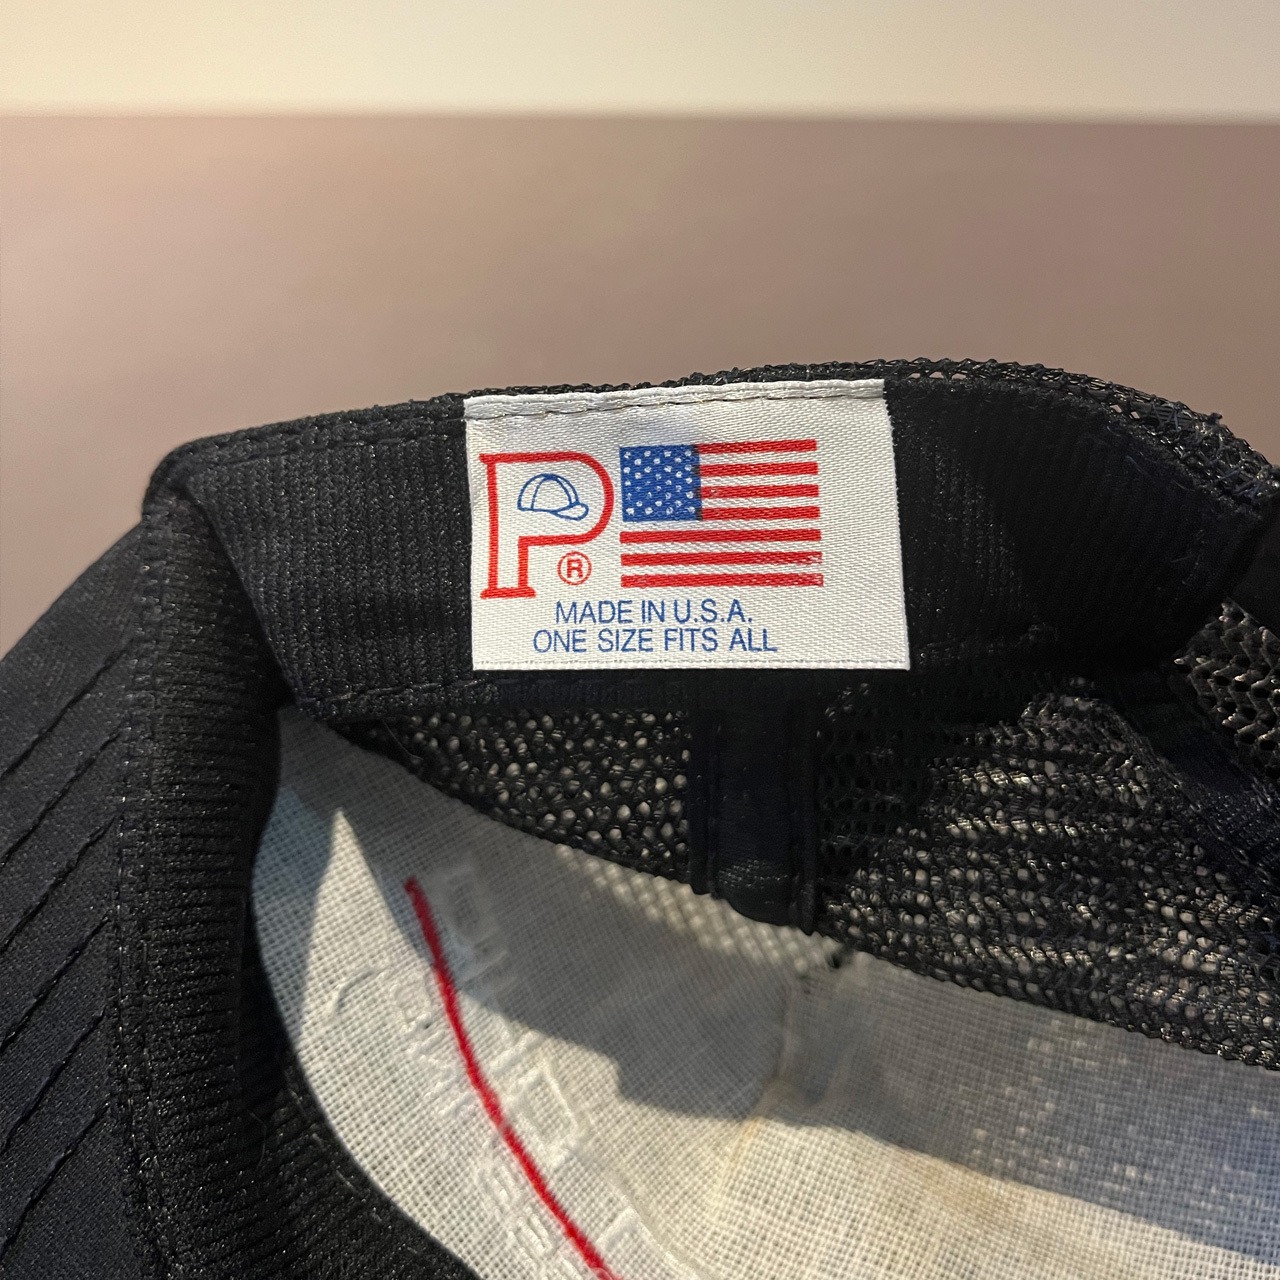 P®
MADE IN U.S.A.
ONE SIZE FITS ALL